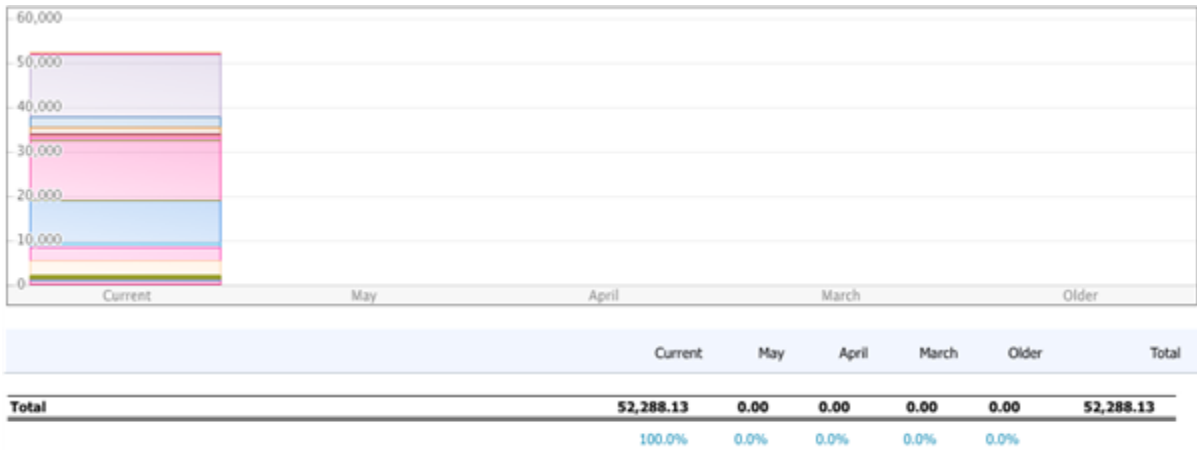 60,000
50,000
40,000
30,000
20,000
10,000
0
Current May April March Older
Current May April March Older Total
Total 52,288.13 0.00 0.00 0.00 0.00 52,288.13
100.0% 0.0% 0.0% 0.0% 0.0%